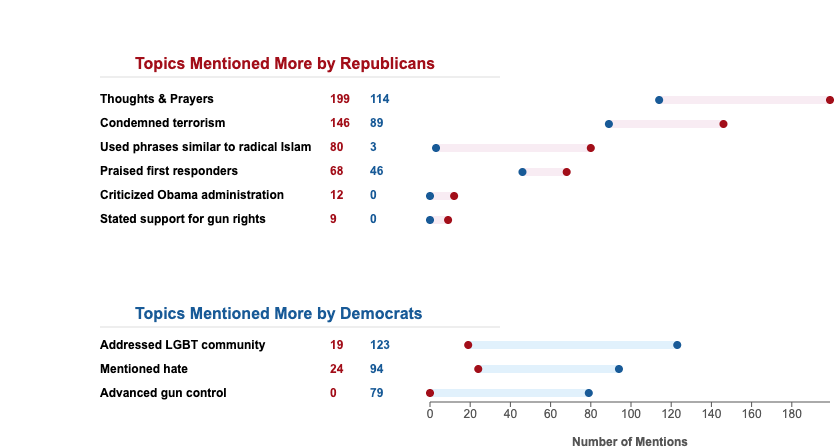 Topics Mentioned More by Republicans
Thoughts & Prayers 199 114
Condemned terrorism 146 89
Used phrases similar to radical Islam 80 3
Praised first responders 68 46
Criticized Obama administration 12 0
Stated support for gun rights 9 0
Topics Mentioned More by Democrats
Addressed LGBT community 19 123
Mentioned hate 24 94
Advanced gun control 0 79
0 20 40 60 80 100 120 140 160 180
Number of Mentions